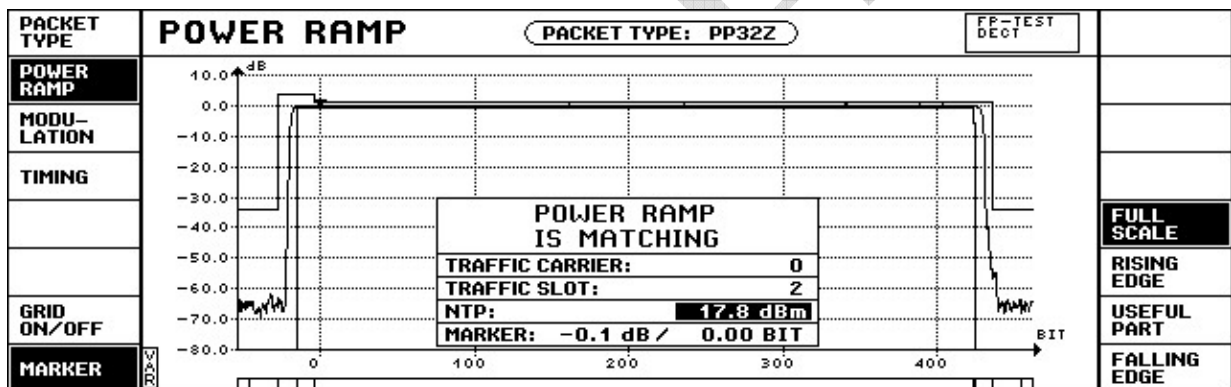 PACKET
TYPE
POWER
RAMP
MODU-
LATION
TIMING
GRID
ON/OFF
MARKER
POWER RAMP
PACKET TYPE: PP32Z
FP-TEST
DECT
dB
10.0
0.0
-10.0
-20.0
-30.0
-40.0
-50.0
-60.0
-70.0
-80.0
0 100 200 300 400
BIT
POWER RAMP
IS MATCHING
TRAFFIC CARRIER: 0
TRAFFIC SLOT: 2
NTP: 17.8 dBm
MARKER: -0.1 dB / 0.00 BIT
VAR
FULL
SCALE
RISING
EDGE
USEFUL
PART
FALLING
EDGE